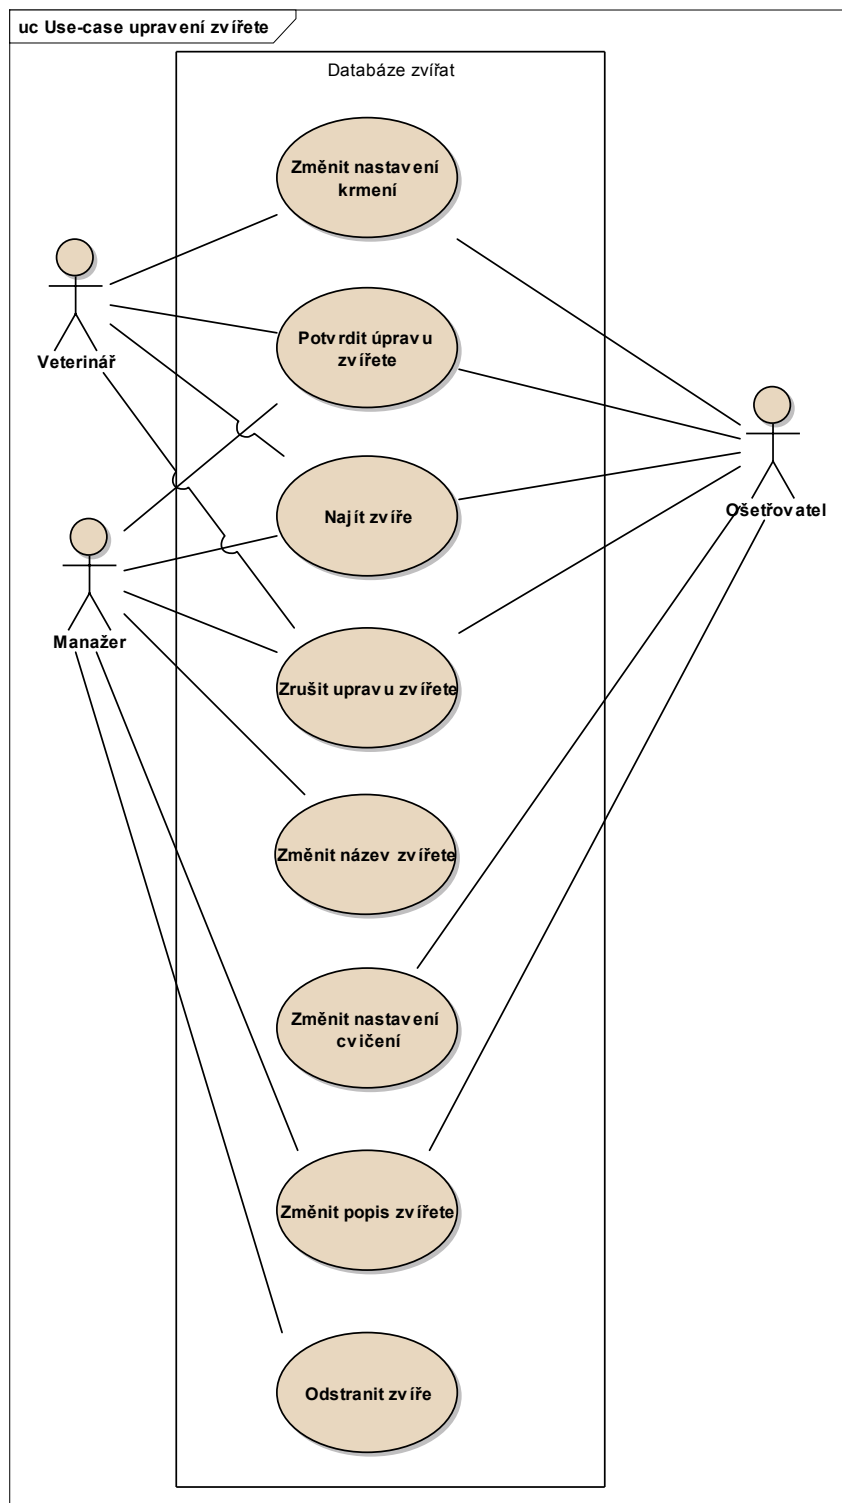 uc Use-case upravení zvířete
Databáze zvířat
Změnit nastavení
krmení
Veterinář
Potvrdit úpravu
zvířete
Ošetřovatel
Najít zvíře
Manažer
Zrušit upravu zvířete
Změnit název zvířete
Změnit nastavení
cvičení
Změnit popis zvířete
Odstranit zvíře